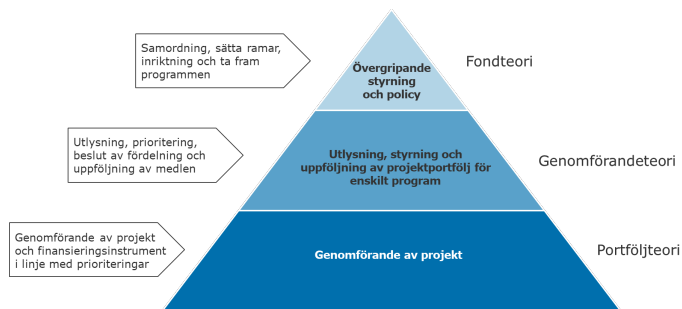 Samordning, sätta ramar,
inriktning och ta fram
programmen
Övergripande
styrning
och policy
Fondteori
Utlysning, prioritering,
beslut av fördelning och
uppföljning av medlen
Utlysning, styrning och
uppföljning av projektportfölj för
enskilt program
Genomförandeteori
Genomförande av projekt
och finansieringsinstrument
i linje med prioriteringar
Genomförande av projekt
Portföljteori